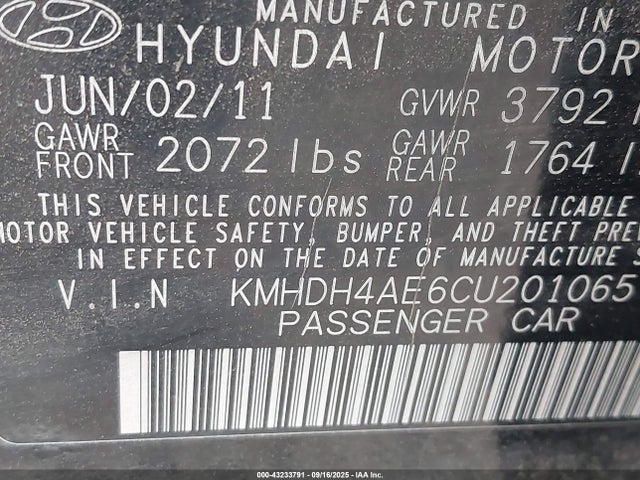 MANUFACTURED IN
HYUNDAI MOTOR
JUN/02/11 GVWR 3792
GAWR FRONT 2072 lbs GAWR REAR 1764
THIS VEHICLE CONFORMS TO ALL APPLICABLE
MOTOR VEHICLE SAFETY, BUMPER, AND THEFT PREV
IN EFFECT ON THE DATE OF MANUFACTURE S
V.I.N KMHDH4AE6CU201065
PASSENGER CAR
000-43233791 - 09/16/2025 - IAA Inc.